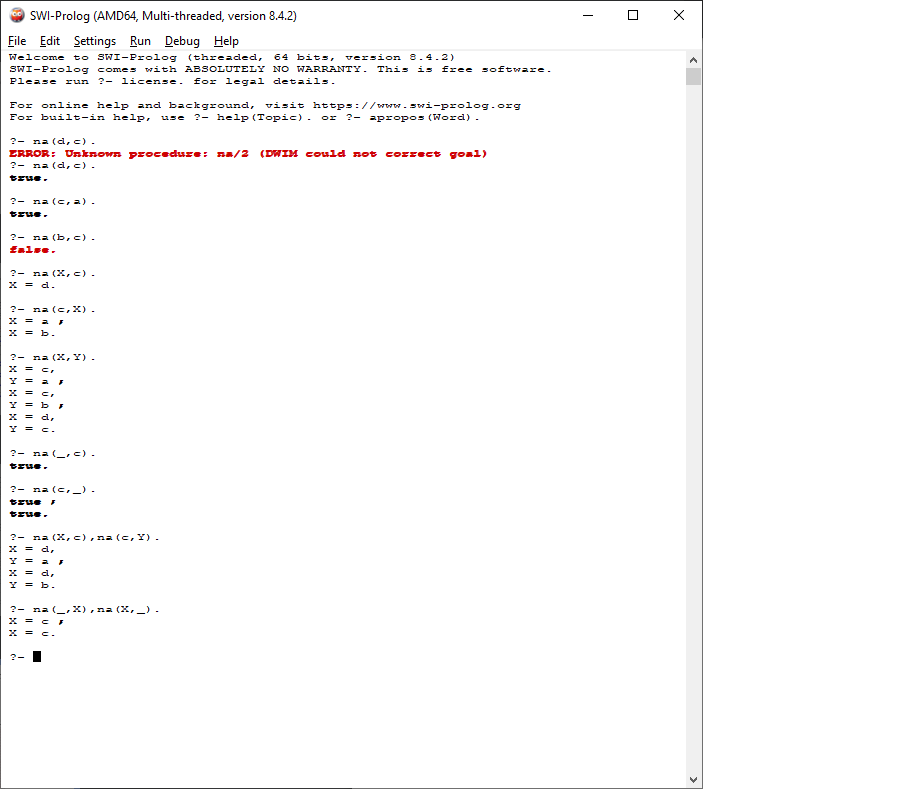 SWI-Prolog (AMD64, Multi-threaded, version 8.4.2)
File Edit Settings Run Debug Help
Welcome to SWI-Prolog (threaded, 64 bits, version 8.4.2)
SWI-Prolog comes with ABSOLUTELY NO WARRANTY. This is free software.
Please run ?- license. for legal details.
For online help and background, visit https://www.swi-prolog.org
For built-in help, use ?- help(Topic). or ?- apropos(Word).
?- na(d,c).
ERROR: Unknown procedure: na/2 (DWIM could not correct goal)
?- na(d,c).
true.
?- na(c,a).
true.
?- na(b,c).
false.
?- na(X,c).
X = d.
?- na(c,X).
X = a ;
X = b.
?- na(X,Y).
X = c,
Y = a ;
X = c,
Y = b ;
X = d,
Y = c.
?- na(_,c).
true.
?- na(c,_).
true ;
true.
?- na(X,c),na(c,Y).
X = d,
Y = a ;
X = d,
Y = b.
?- na(_,X),na(X,_).
X = c ;
X = c.
?-